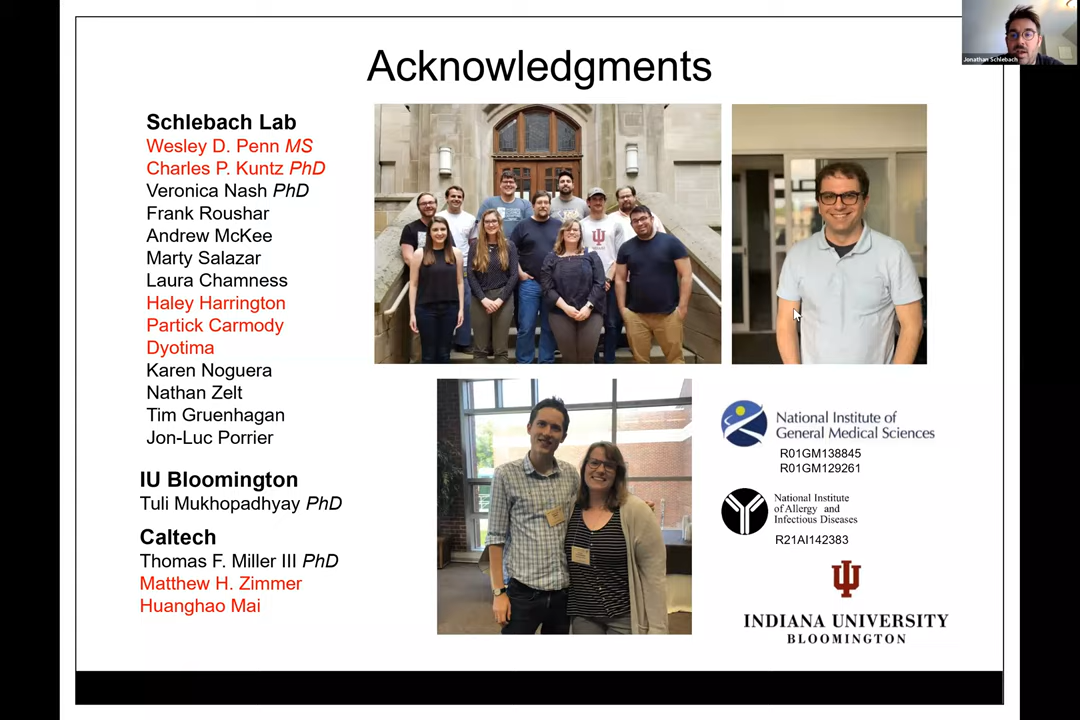 Jonathan Schlebach
Acknowledgments
Schlebach Lab
Wesley D. Penn MS
Charles P. Kuntz PhD
Veronica Nash PhD
Frank Roushar
Andrew McKee
Marty Salazar
Laura Chamness
Haley Harrington
Partick Carmody
Dyotima
Karen Noguera
Nathan Zelt
Tim Gruenhagan
Jon-Luc Porrier
IU Bloomington
Tuli Mukhopadhyay PhD
Caltech
Thomas F. Miller III PhD
Matthew H. Zimmer
Huanghao Mai
National Institute of
General Medical Sciences
R01GM138845
R01GM129261
National Institute
of Allergy and
Infectious Diseases
R21AI142383
INDIANA UNIVERSITY
BLOOMINGTON